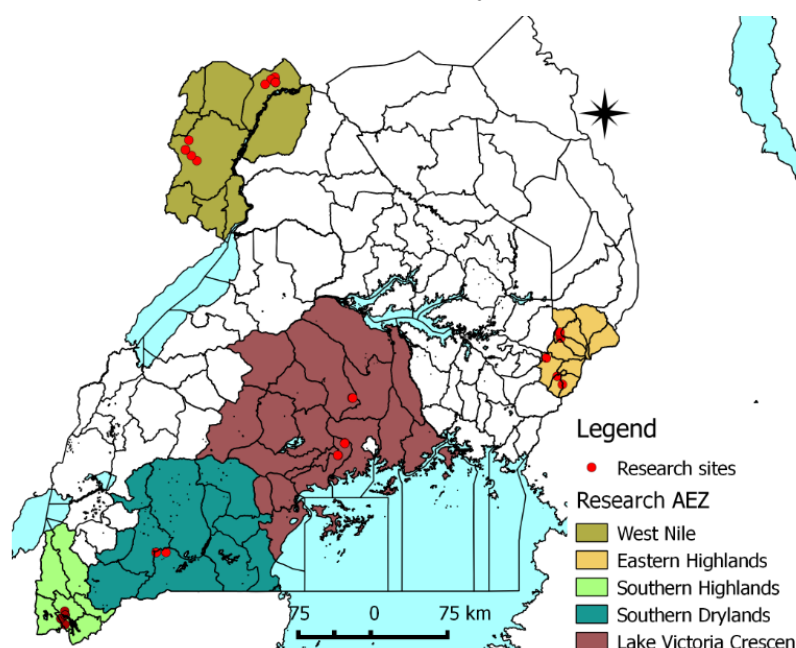 Legend
Research sites
Research AEZ
West Nile
Eastern Highlands
Southern Highlands
Southern Drylands
Lake Victoria Crescen
75 0 75 km